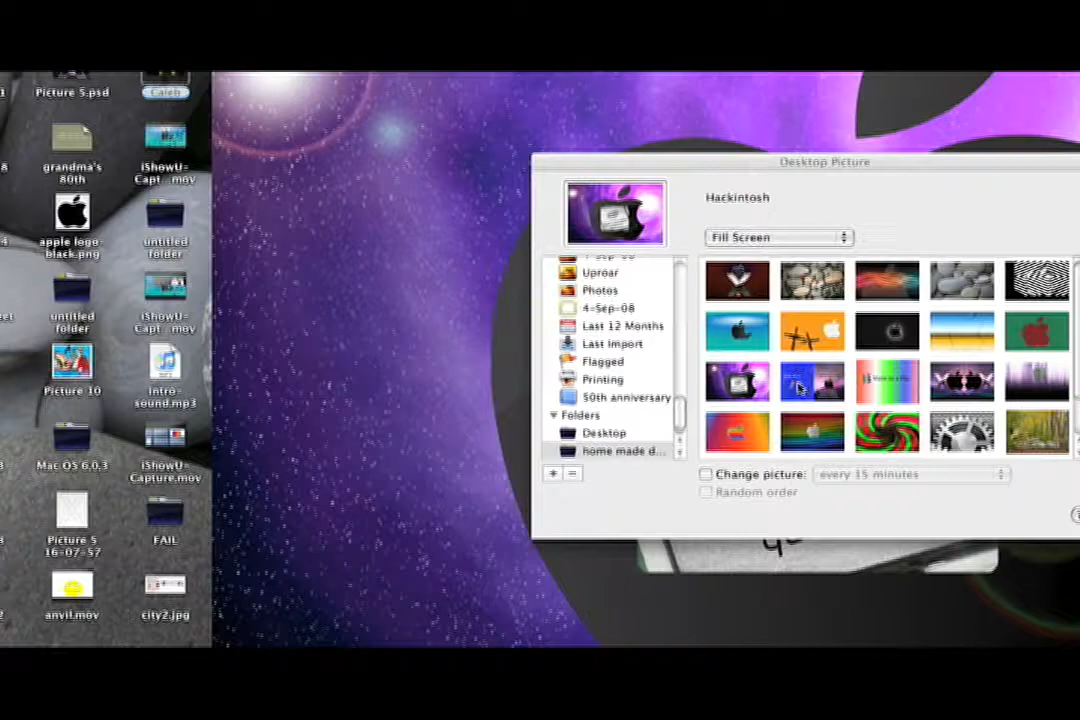 Picture 5.psd
Caleb
grandma's
80th
iShowU-
Capt...mov
apple logo-
black.png
untitled
folder
untitled
folder
iShowU-
Capt...mov
Picture 10
intro-
sound.mp3
Mac OS 6.0.3
iShowU-
Capture.mov
Picture 5
16-07-57
FAIL
anvil.mov
city2.jpg
Desktop Picture
Hackintosh
Fill Screen
Uproar
Photos
4-Sep-08
Last 12 Months
Last Import
Flagged
Printing
50th anniversary
Folders
Desktop
home made d...
Change picture:
every 15 minutes
Random order